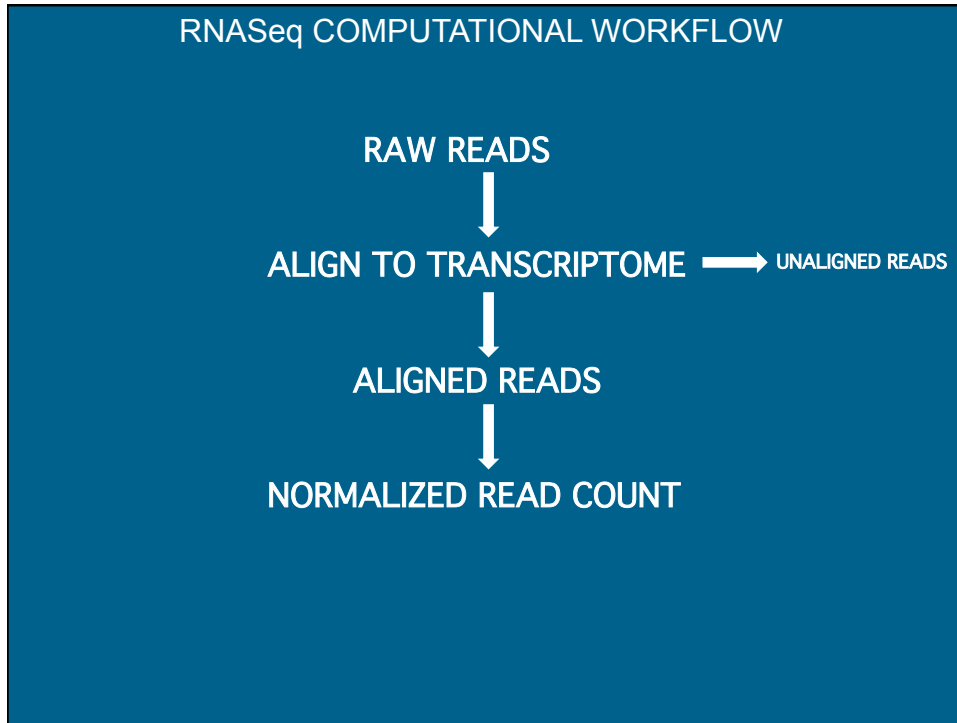 RNASeq COMPUTATIONAL WORKFLOW
RAW READS
ALIGN TO TRANSCRIPTOME
UNALIGNED READS
ALIGNED READS
NORMALIZED READ COUNT